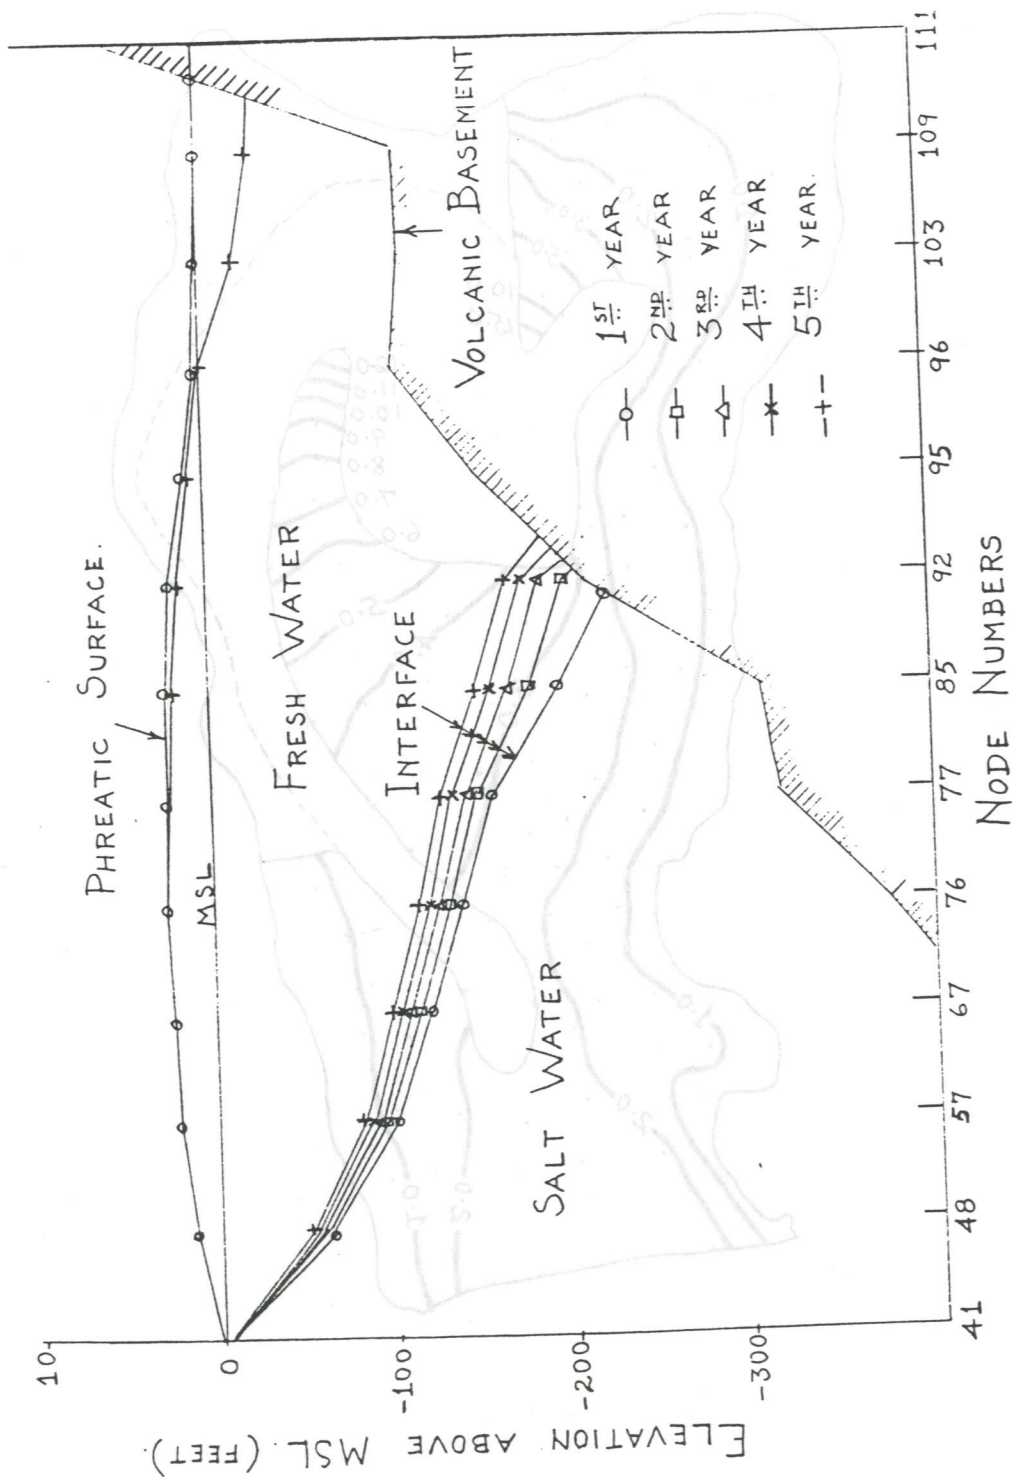 PHREATIC SURFACE.
MSL
FRESH WATER
INTERFACE
SALT WATER
VOLCANIC BASEMENT
1ST YEAR
2ND YEAR
3RD YEAR
4TH YEAR
5TH YEAR.
ELEVATION ABOVE MSL. (FEET).
10
0
-100
-200
-300
41 48 57 67 76 77 85 92 95 96 103 109 111
NODE NUMBERS